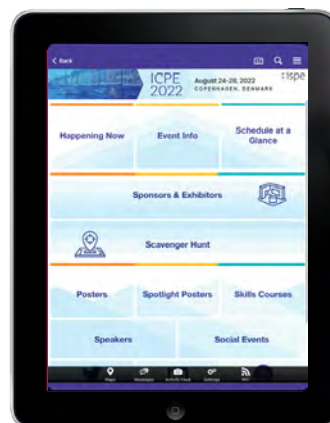 Back
ICPE
2022
August 24-28, 2022
COPENHAGEN, DENMARK
ispe
Happening Now
Event Info
Schedule at a
Glance
Sponsors & Exhibitors
Scavenger Hunt
Posters
Spotlight Posters
Skills Courses
Speakers
Social Events
Maps
Messages
Activity Feed
Settings
WiFi